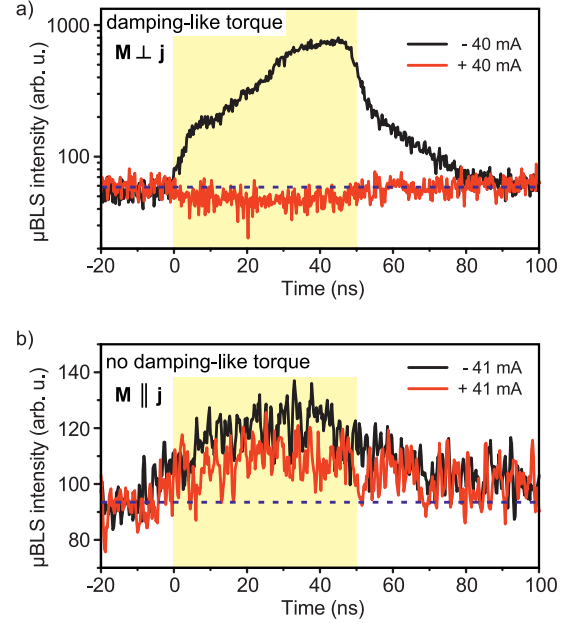 a)
damping-like torque
M ⊥ j
- 40 mA
+ 40 mA
1000
100
µBLS intensity (arb. u.)
-20 0 20 40 60 80 100
Time (ns)
b)
no damping-like torque
M ∥ j
- 41 mA
+ 41 mA
140
120
100
80
µBLS intensity (arb. u.)
-20 0 20 40 60 80 100
Time (ns)